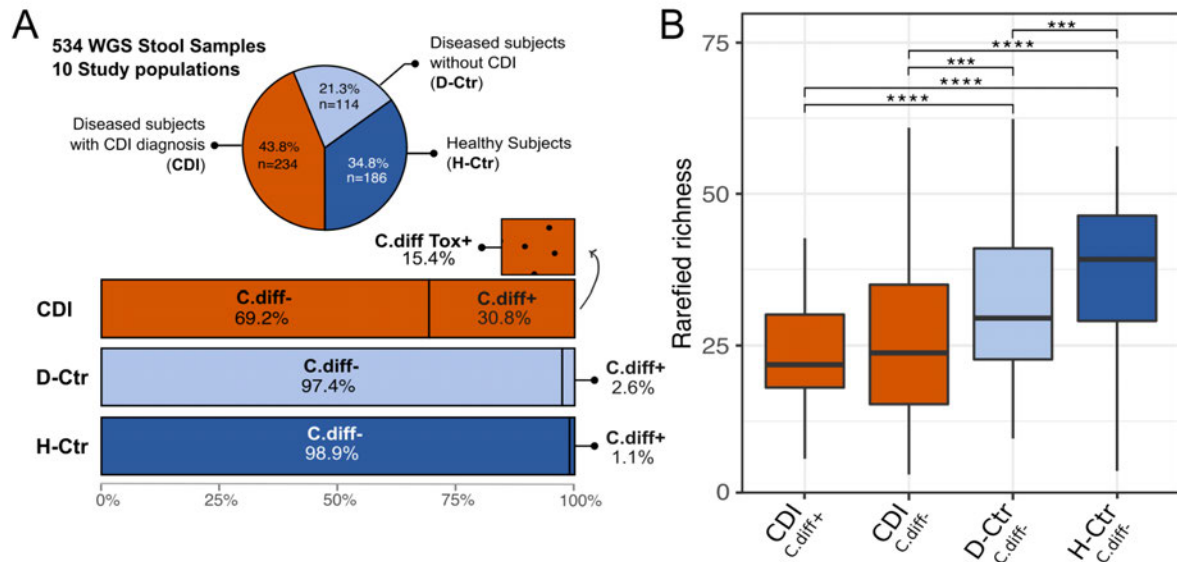 A
534 WGS Stool Samples
10 Study populations
Diseased subjects
without CDI
(D-Ctr)
21.3%
n=114
Diseased subjects
with CDI diagnosis
(CDI)
43.8%
n=234
34.8%
n=186
Healthy Subjects
(H-Ctr)
C.diff Tox+
15.4%
CDI
C.diff-
69.2%
C.diff+
30.8%
D-Ctr
C.diff-
97.4%
C.diff+
2.6%
H-Ctr
C.diff-
98.9%
C.diff+
1.1%
0% 25% 50% 75% 100%
B
Rarefied richness
75
50
25
0
***
****
***
****
****
CDI
C.diff+
CDI
C.diff-
D-Ctr
C.diff-
H-Ctr
C.diff-